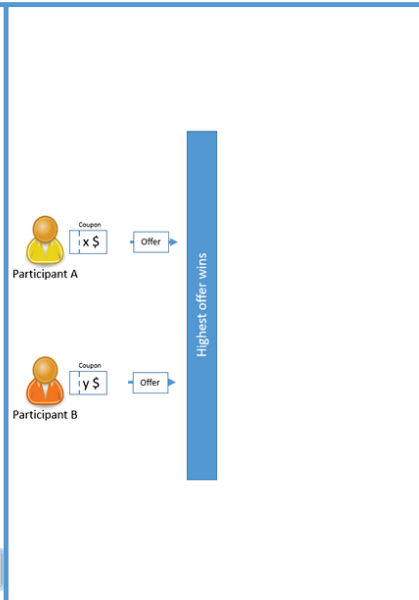 Coupon
x $
Offer
Participant A
Highest offer wins
Coupon
y $
Offer
Participant B